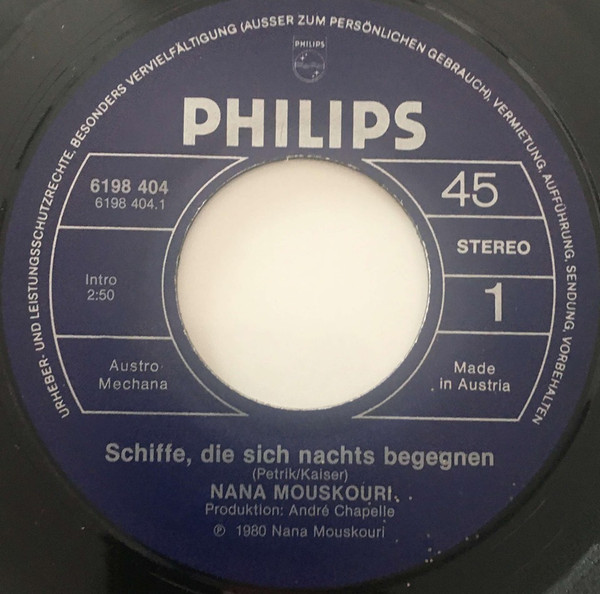 URHEBER- UND LEISTUNGSSCHUTZRECHTE, BESONDERS VERVIELFÄLTIGUNG (AUSSER ZUM PERSÖNLICHEN GEBRAUCH), VERMIETUNG, AUFFÜHRUNG, SENDUNG, VORBEHALTEN
PHILIPS
PHILIPS
6198 404
6198 404.1
45
STEREO
Intro
2:50
1
Austro-
Mechana
Made
in Austria
Schiffe, die sich nachts begegnen
(Petrik/Kaiser)
NANA MOUSKOURI
Produktion: André Chapelle
℗ 1980 Nana Mouskouri